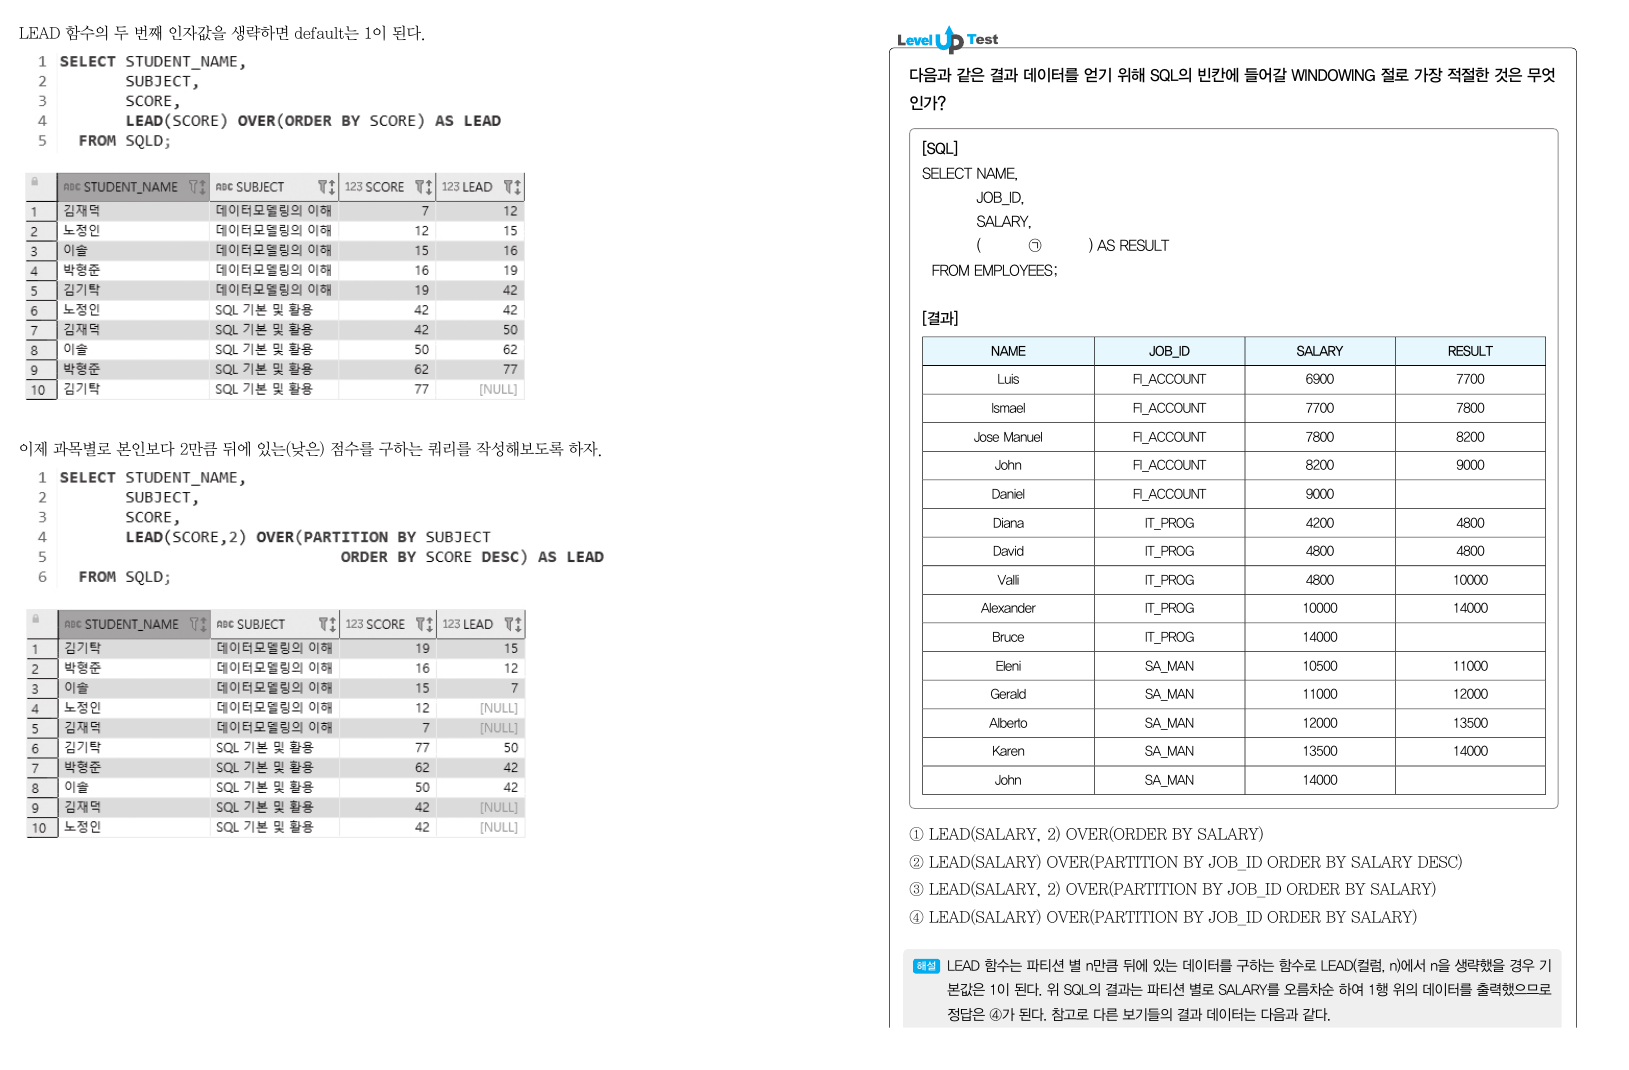 LEAD 함수의 두 번째 인자값을 생략하면 default는 1이 된다.
1 SELECT STUDENT_NAME,
2 SUBJECT,
3 SCORE,
4 LEAD(SCORE) OVER(ORDER BY SCORE) AS LEAD
5 FROM SQLD;
ABC STUDENT_NAME ABC SUBJECT 123 SCORE 123 LEAD
1 김재덕 데이터모델링의 이해 7 12
2 노정인 데이터모델링의 이해 12 15
3 이솔 데이터모델링의 이해 15 16
4 박형준 데이터모델링의 이해 16 19
5 김기탁 데이터모델링의 이해 19 42
6 노정인 SQL 기본 및 활용 42 42
7 김재덕 SQL 기본 및 활용 42 50
8 이솔 SQL 기본 및 활용 50 62
9 박형준 SQL 기본 및 활용 62 77
10 김기탁 SQL 기본 및 활용 77 [NULL]
이제 과목별로 본인보다 2만큼 뒤에 있는(낮은) 점수를 구하는 쿼리를 작성해보도록 하자.
1 SELECT STUDENT_NAME,
2 SUBJECT,
3 SCORE,
4 LEAD(SCORE,2) OVER(PARTITION BY SUBJECT
5 ORDER BY SCORE DESC) AS LEAD
6 FROM SQLD;
ABC STUDENT_NAME ABC SUBJECT 123 SCORE 123 LEAD
1 김기탁 데이터모델링의 이해 19 15
2 박형준 데이터모델링의 이해 16 12
3 이솔 데이터모델링의 이해 15 7
4 노정인 데이터모델링의 이해 12 [NULL]
5 김재덕 데이터모델링의 이해 7 [NULL]
6 김기탁 SQL 기본 및 활용 77 50
7 박형준 SQL 기본 및 활용 62 42
8 이솔 SQL 기본 및 활용 50 42
9 김재덕 SQL 기본 및 활용 42 [NULL]
10 노정인 SQL 기본 및 활용 42 [NULL]
Level Up Test
다음과 같은 결과 데이터를 얻기 위해 SQL의 빈칸에 들어갈 WINDOWING 절로 가장 적절한 것은 무엇
인가?
[SQL]
SELECT NAME,
JOB_ID,
SALARY,
( ㉠ ) AS RESULT
FROM EMPLOYEES;
[결과]
NAME JOB_ID SALARY RESULT
Luis FI_ACCOUNT 6900 7700
Ismael FI_ACCOUNT 7700 7800
Jose Manuel FI_ACCOUNT 7800 8200
John FI_ACCOUNT 8200 9000
Daniel FI_ACCOUNT 9000
Diana IT_PROG 4200 4800
David IT_PROG 4800 4800
Valli IT_PROG 4800 10000
Alexander IT_PROG 10000 14000
Bruce IT_PROG 14000
Eleni SA_MAN 10500 11000
Gerald SA_MAN 11000 12000
Alberto SA_MAN 12000 13500
Karen SA_MAN 13500 14000
John SA_MAN 14000
① LEAD(SALARY, 2) OVER(ORDER BY SALARY)
② LEAD(SALARY) OVER(PARTITION BY JOB_ID ORDER BY SALARY DESC)
③ LEAD(SALARY, 2) OVER(PARTITION BY JOB_ID ORDER BY SALARY)
④ LEAD(SALARY) OVER(PARTITION BY JOB_ID ORDER BY SALARY)
해설 LEAD 함수는 파티션 별 n만큼 뒤에 있는 데이터를 구하는 함수로 LEAD(컬럼, n)에서 n을 생략했을 경우 기
본값은 1이 된다. 위 SQL의 결과는 파티션 별로 SALARY를 오름차순 하여 1행 위의 데이터를 출력했으므로
정답은 ④가 된다. 참고로 다른 보기들의 결과 데이터는 다음과 같다.